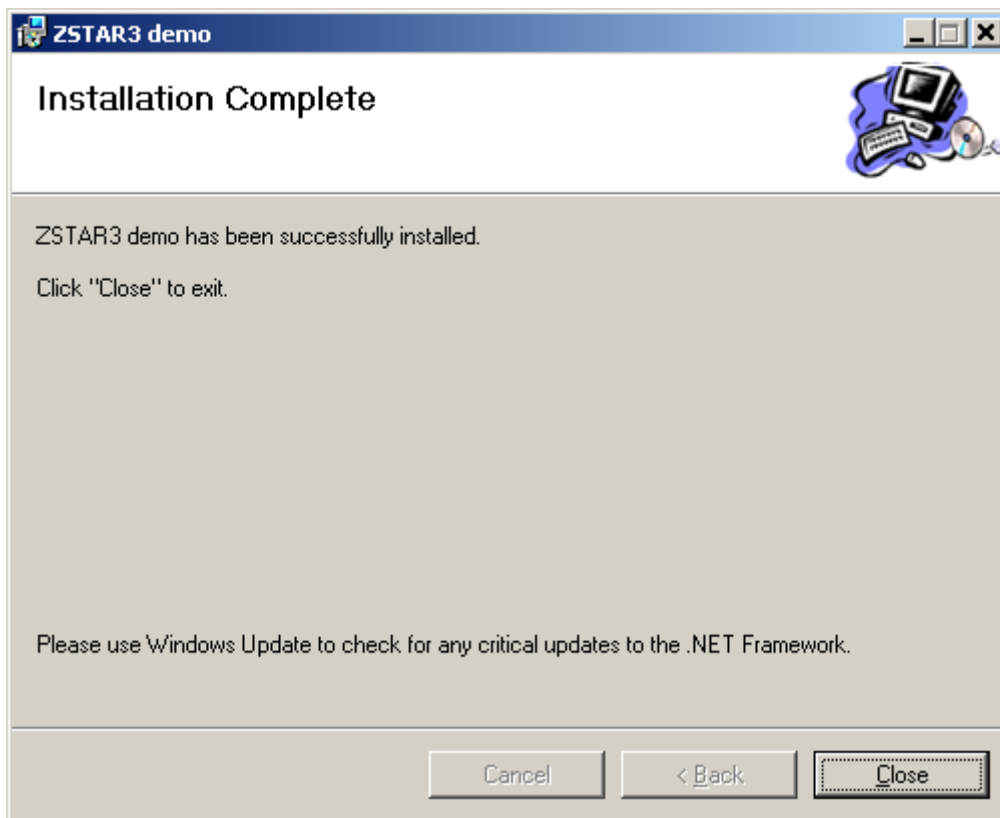 ZSTAR3 demo
Installation Complete
ZSTAR3 demo has been successfully installed.
Click "Close" to exit.
Please use Windows Update to check for any critical updates to the .NET Framework.
Cancel
< Back
Close